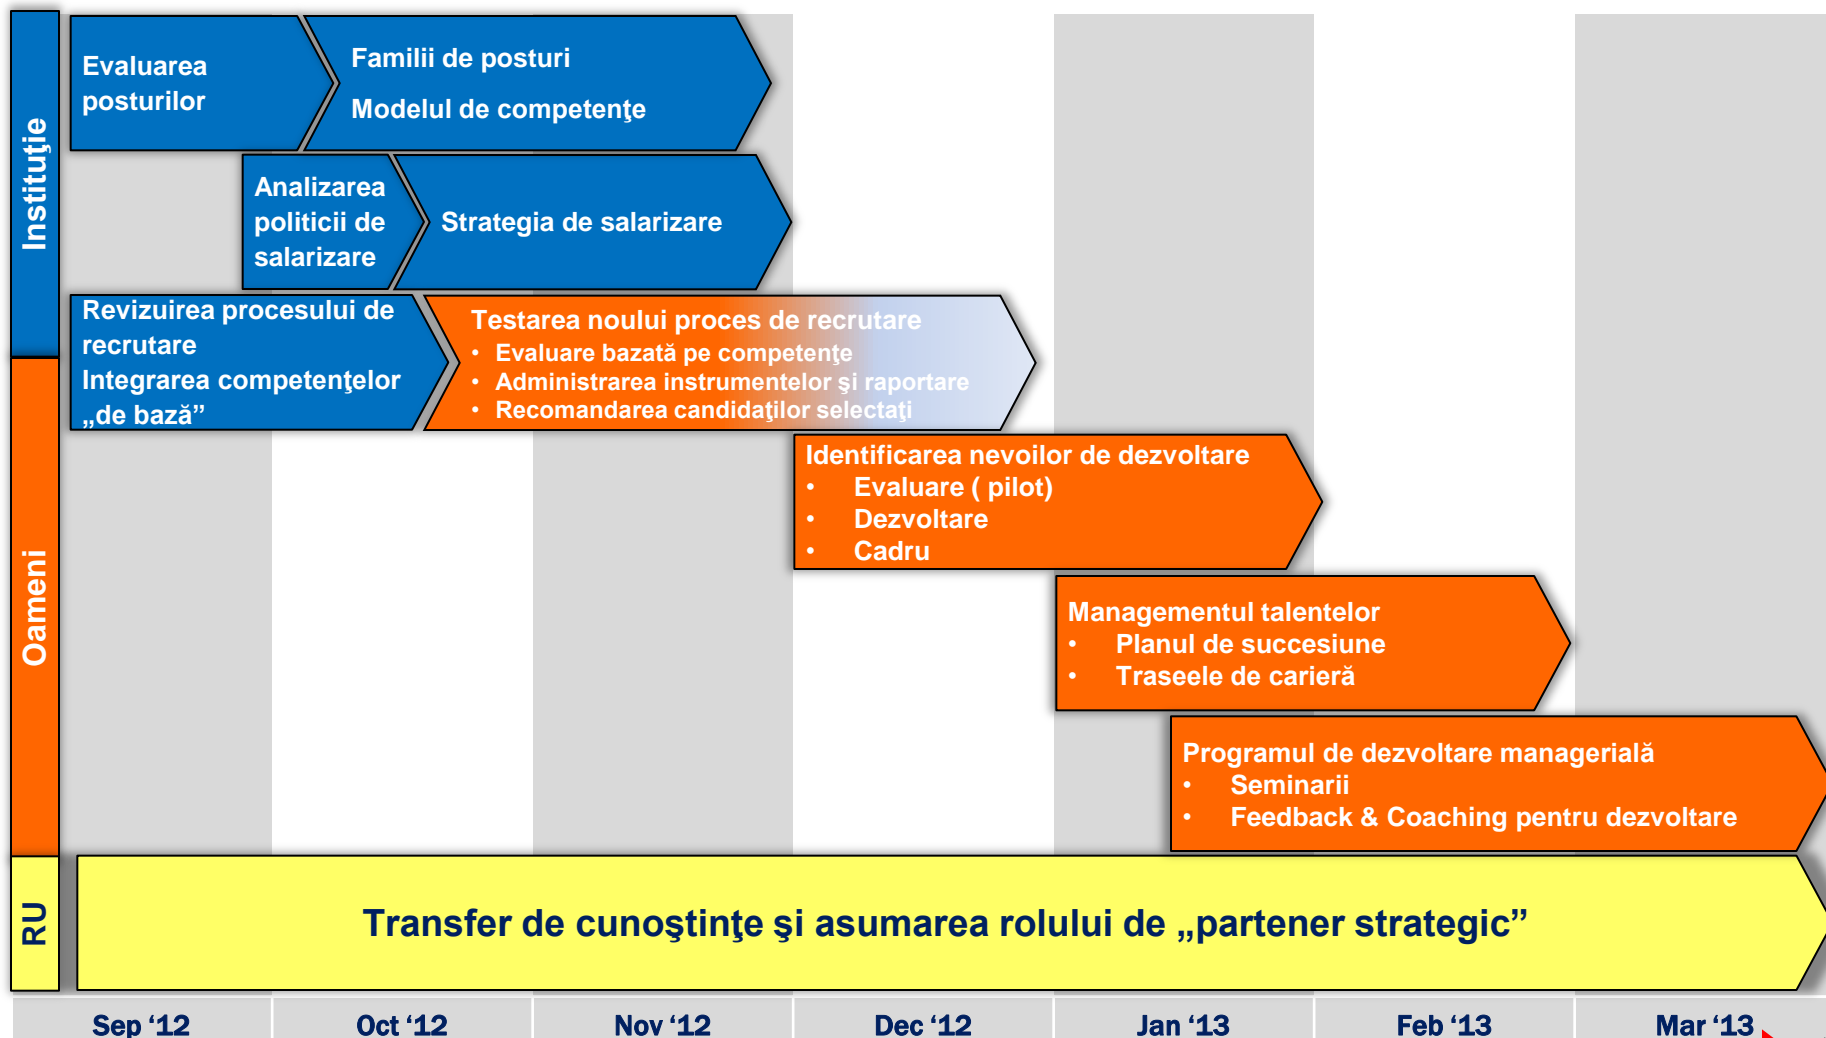 Instituţie
Evaluarea
posturilor
Familii de posturi
Modelul de competenţe
Analizarea
politicii de
salarizare
Strategia de salarizare
Revizuirea procesului de
recrutare
Integrarea competenţelor
„de bază”
Testarea noului proces de recrutare
• Evaluare bazată pe competenţe
• Administrarea instrumentelor şi raportare
• Recomandarea candidaţilor selectaţi
Oameni
Identificarea nevoilor de dezvoltare
• Evaluare ( pilot)
• Dezvoltare
• Cadru
Managementul talentelor
• Planul de succesiune
• Traseele de carieră
Programul de dezvoltare managerială
• Seminarii
• Feedback & Coaching pentru dezvoltare
RU
Transfer de cunoştinţe şi asumarea rolului de „partener strategic”
Sep ‘12
Oct ‘12
Nov ‘12
Dec ‘12
Jan ‘13
Feb ‘13
Mar ‘13